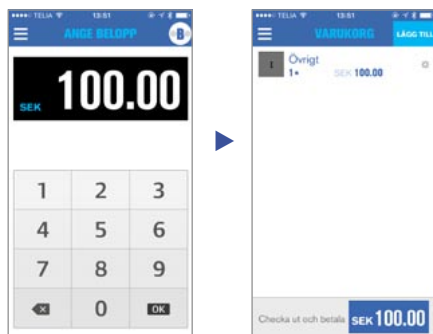 TELIA 13:51
ANGE BELOPP B
SEK 100.00
1 2 3
4 5 6
7 8 9
0 OK
TELIA 13:51
VARUKORG LÄGG TILL
1 Övrigt
1 SEK 100.00
Checka ut och betala SEK 100.00